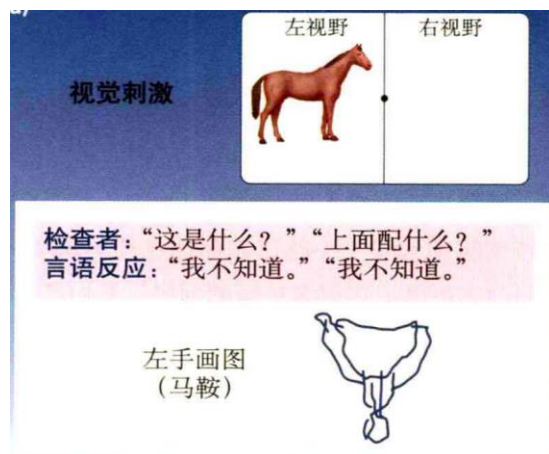 左视野 右视野
视觉刺激
检查者：“这是什么？”“上面配什么？”
言语反应：“我不知道。”“我不知道。”
左手画图
（马鞍）